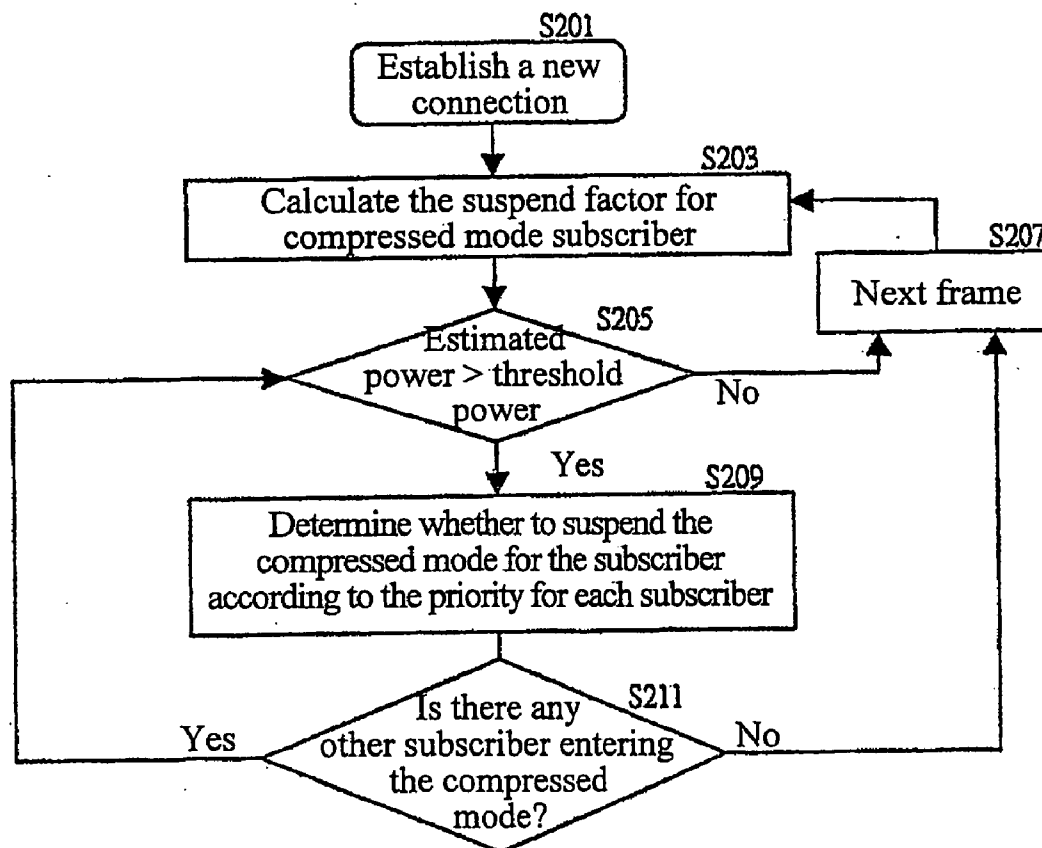 S201
Establish a new
connection
S203
Calculate the suspend factor for
compressed mode subscriber
S207
Next frame
S205
Estimated
power > threshold
power
No
Yes
S209
Determine whether to suspend the
compressed mode for the subscriber
according to the priority for each subscriber
S211
Is there any
other subscriber entering
the compressed
mode?
Yes
No